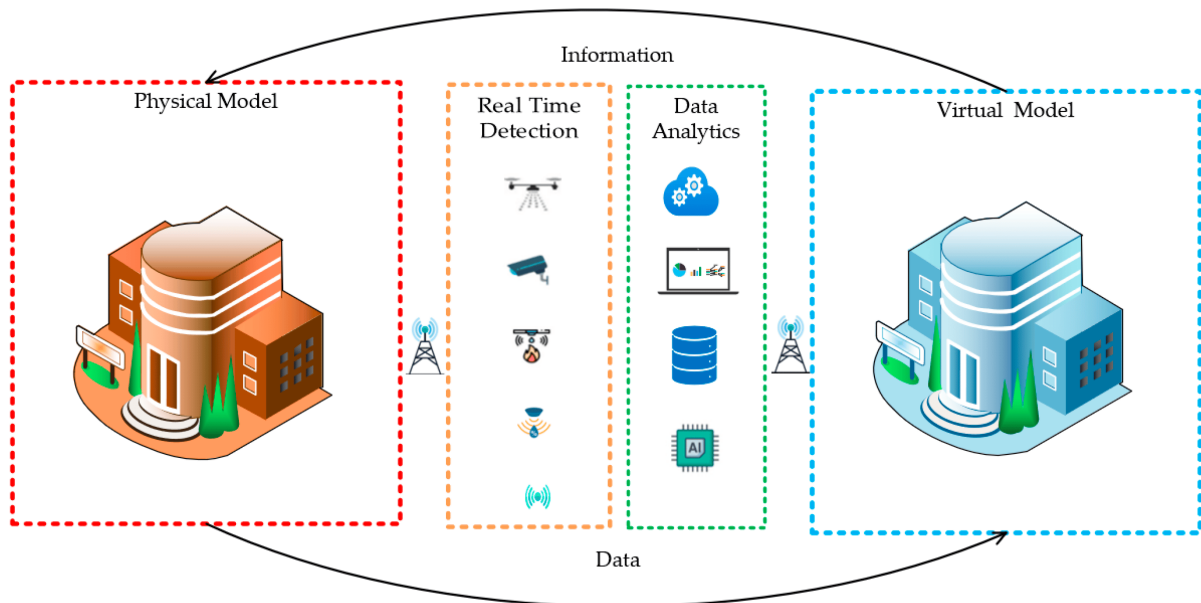 Information
Physical Model
Real Time
Detection
Data
Analytics
Virtual Model
AI
Data